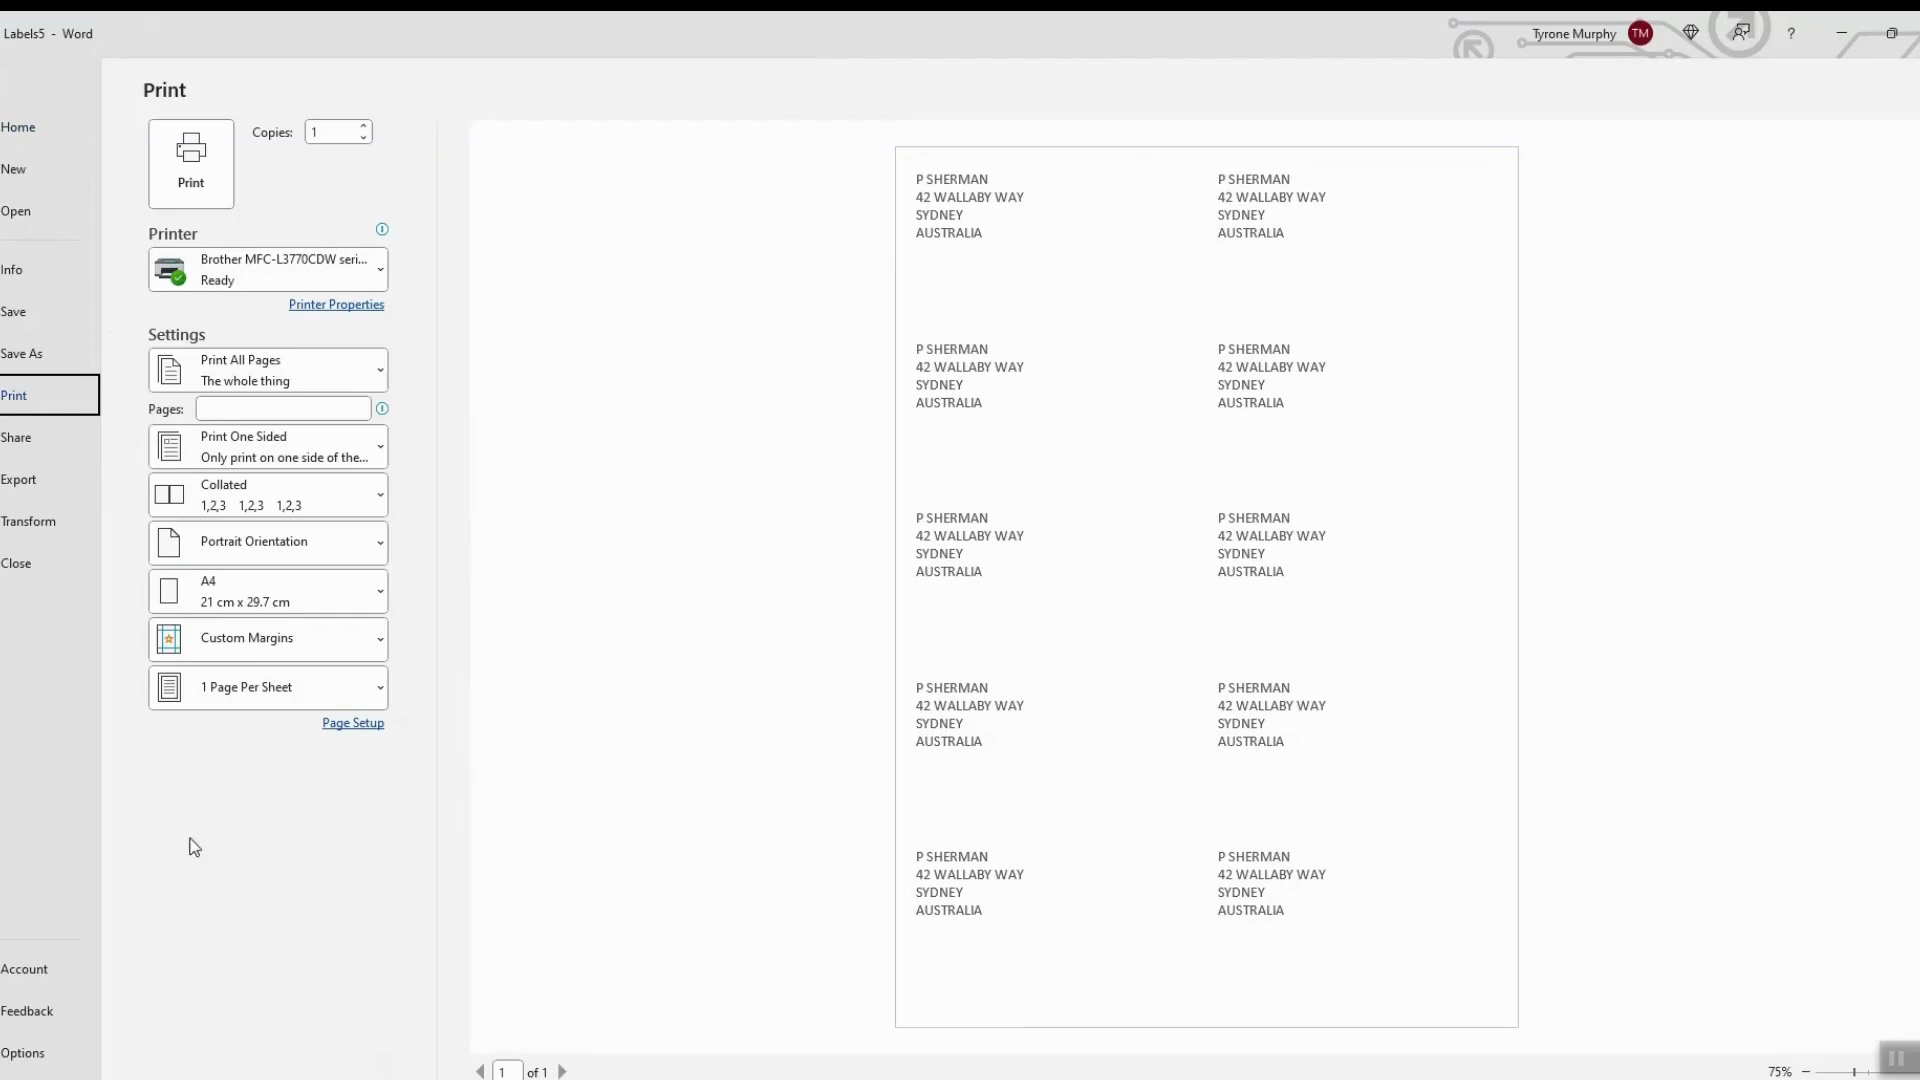 Labels5 - Word
Tyrone Murphy TM
?
Print
Home
New
Open
Info
Save
Save As
Print
Share
Export
Transform
Close
Account
Feedback
Options
Print
Copies: 1
Printer
Brother MFC-L3770CDW seri...
Ready
Printer Properties
Settings
Print All Pages
The whole thing
Pages:
Print One Sided
Only print on one side of the...
Collated
1,2,3 1,2,3 1,2,3
Portrait Orientation
A4
21 cm x 29.7 cm
Custom Margins
1 Page Per Sheet
Page Setup
P SHERMAN
42 WALLABY WAY
SYDNEY
AUSTRALIA
P SHERMAN
42 WALLABY WAY
SYDNEY
AUSTRALIA
P SHERMAN
42 WALLABY WAY
SYDNEY
AUSTRALIA
P SHERMAN
42 WALLABY WAY
SYDNEY
AUSTRALIA
P SHERMAN
42 WALLABY WAY
SYDNEY
AUSTRALIA
P SHERMAN
42 WALLABY WAY
SYDNEY
AUSTRALIA
P SHERMAN
42 WALLABY WAY
SYDNEY
AUSTRALIA
P SHERMAN
42 WALLABY WAY
SYDNEY
AUSTRALIA
P SHERMAN
42 WALLABY WAY
SYDNEY
AUSTRALIA
P SHERMAN
42 WALLABY WAY
SYDNEY
AUSTRALIA
1 of 1
75%